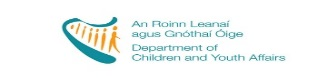 An Roinn Leanaí
agus Gnóthaí Óige
Department of
Children and Youth Affairs